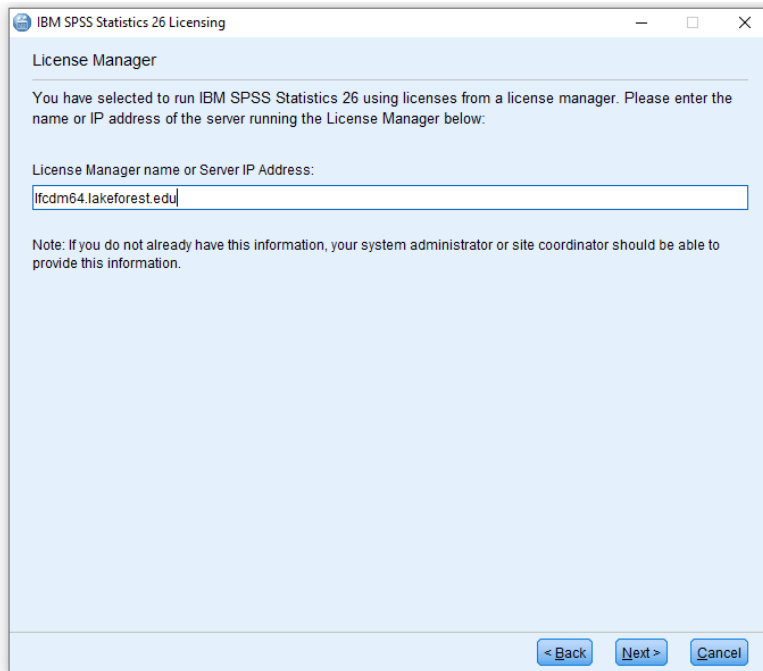 IBM SPSS Statistics 26 Licensing
License Manager
You have selected to run IBM SPSS Statistics 26 using licenses from a license manager. Please enter the
name or IP address of the server running the License Manager below:
License Manager name or Server IP Address:
lfcdm64.lakeforest.edu
Note: If you do not already have this information, your system administrator or site coordinator should be able to
provide this information.
< Back Next > Cancel